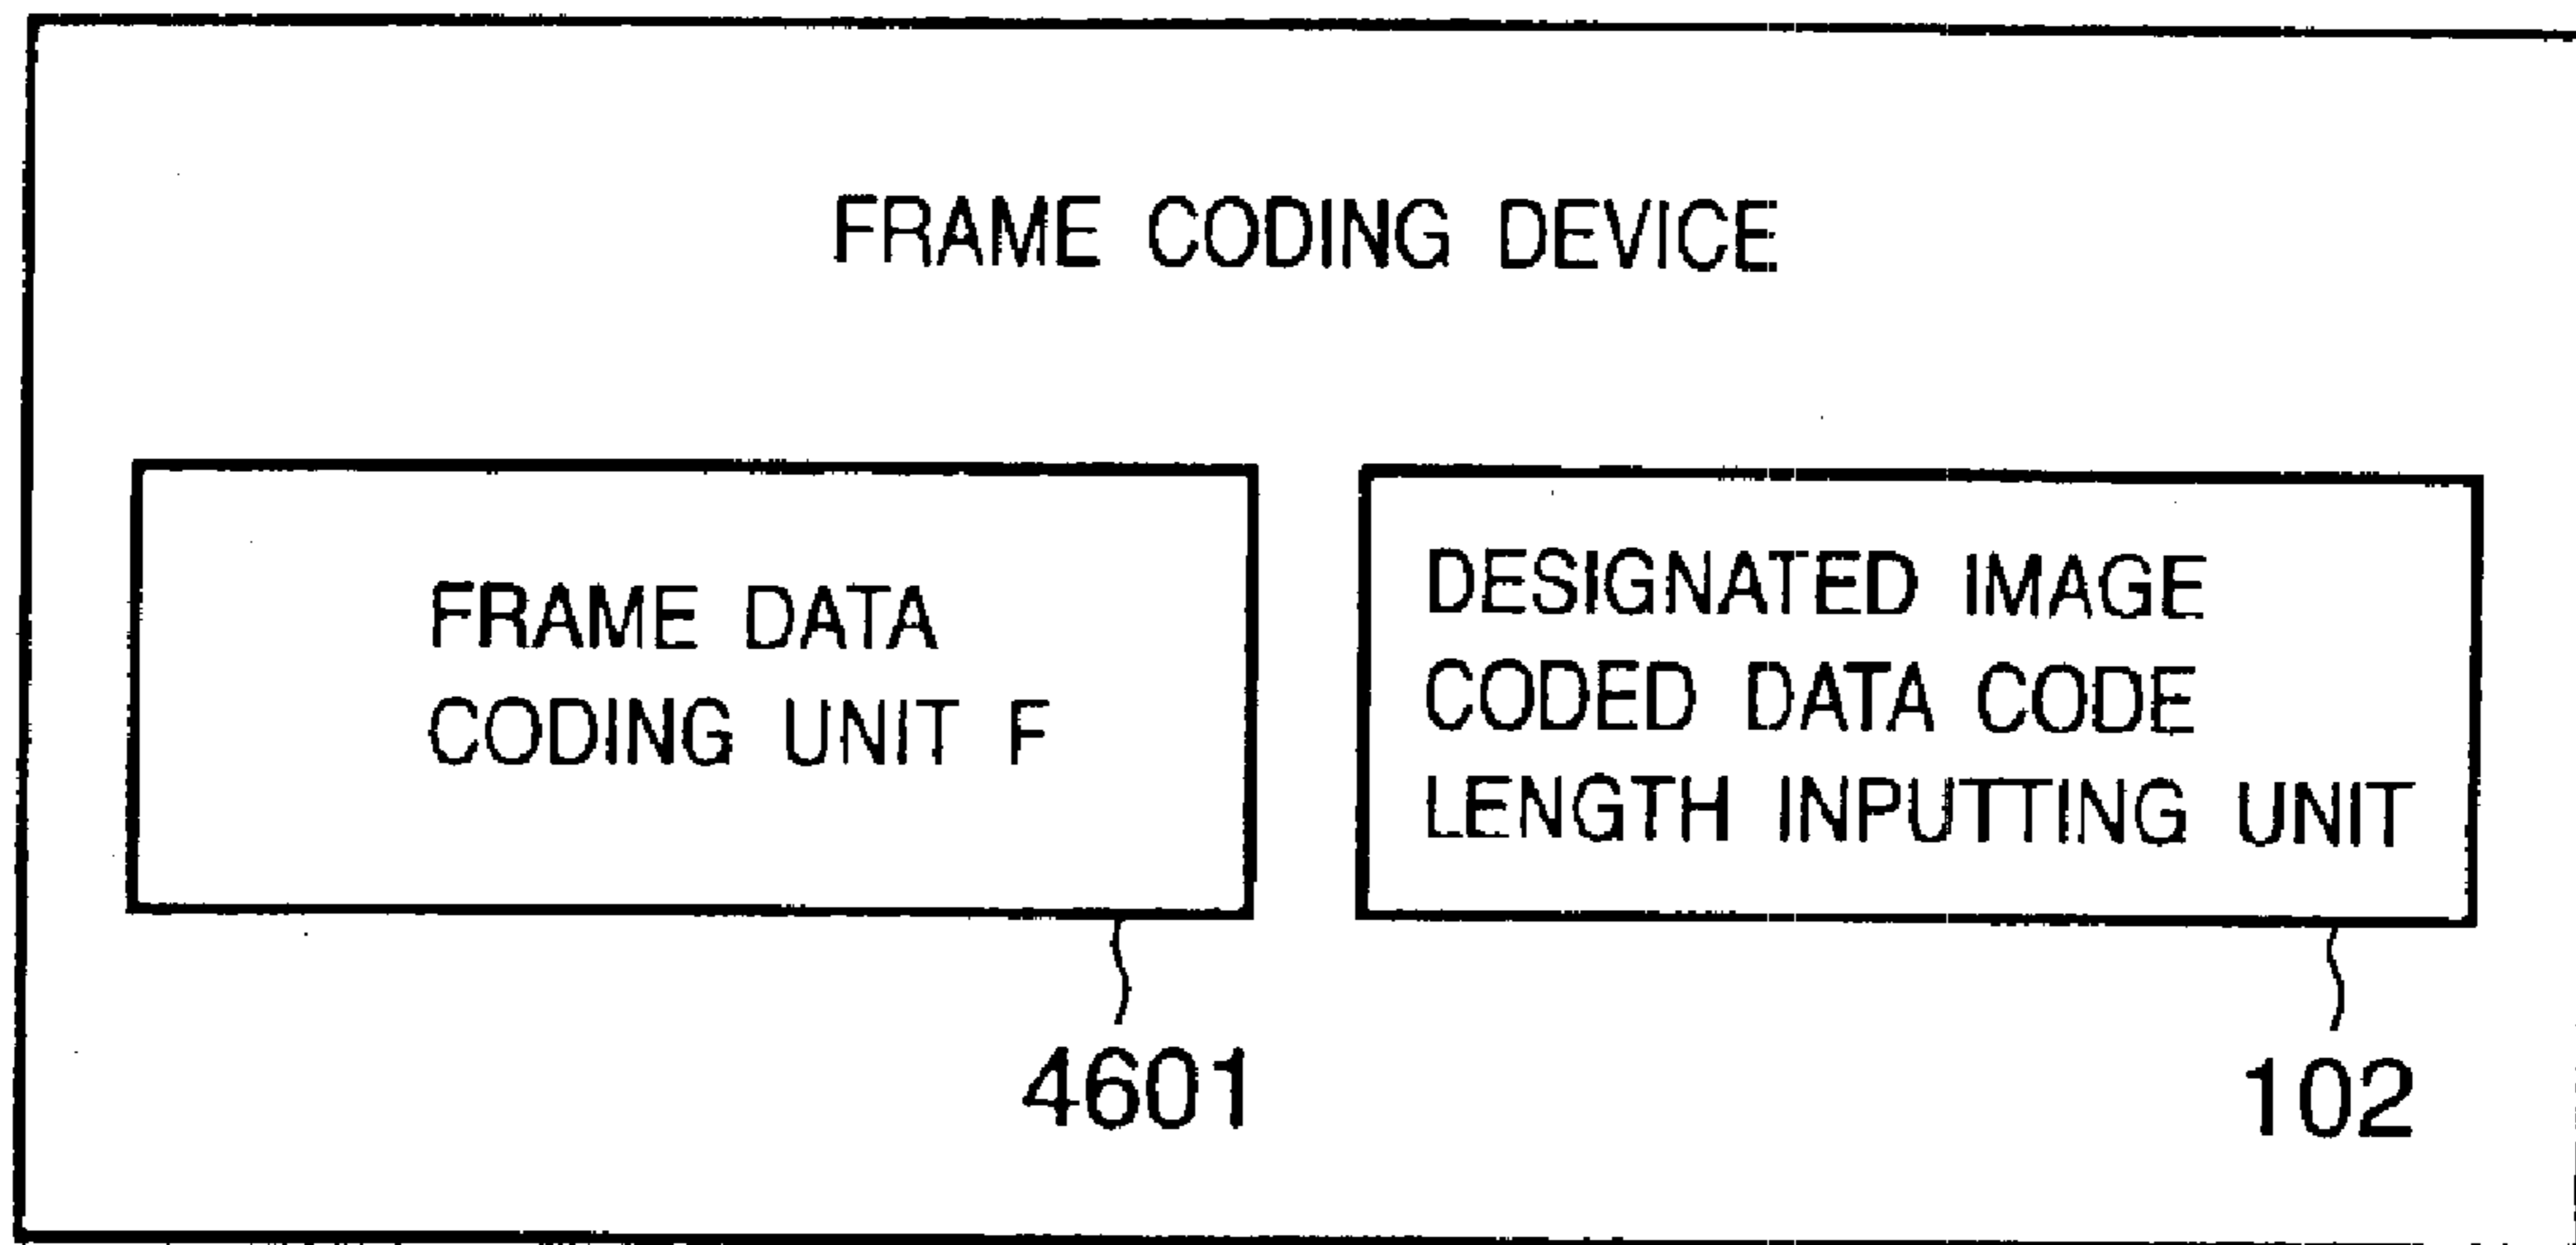 FRAME CODING DEVICE
FRAME DATA
CODING UNIT F
DESIGNATED IMAGE
CODED DATA CODE
LENGTH INPUTTING UNIT
4601
102